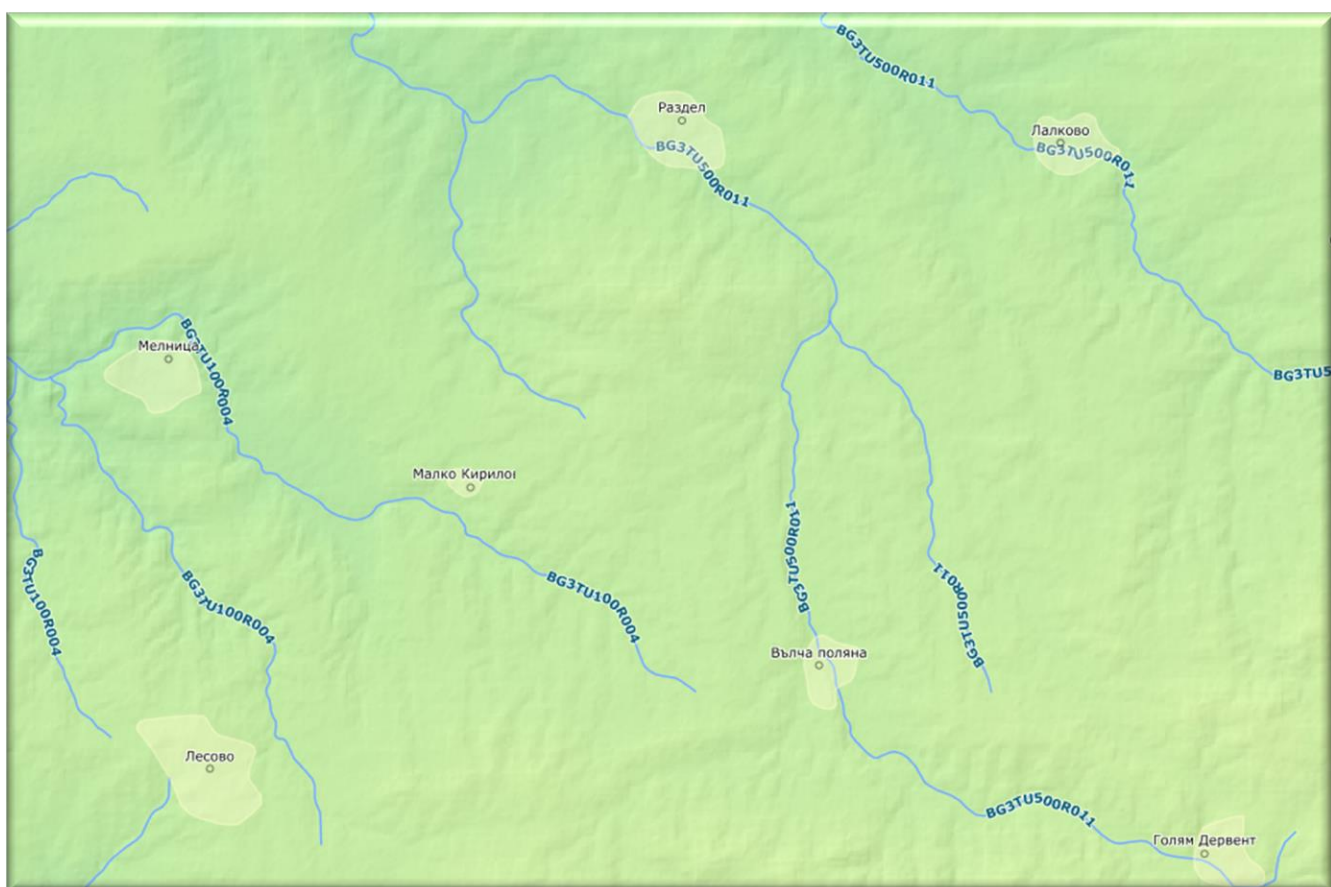 BG3TU500R011
Раздел
Лалково
BG3TU500R011
BG3TU500R011
BG3TU100R004
Мелница
BG3TU5
Малко Кирилог
BG3TU500R011
BG3TU100R004
BG3TU500R011
BG3TU100R004
BG3TU100R004
Вълча поляна
Лесово
BG3TU500R011
Голям Дервент